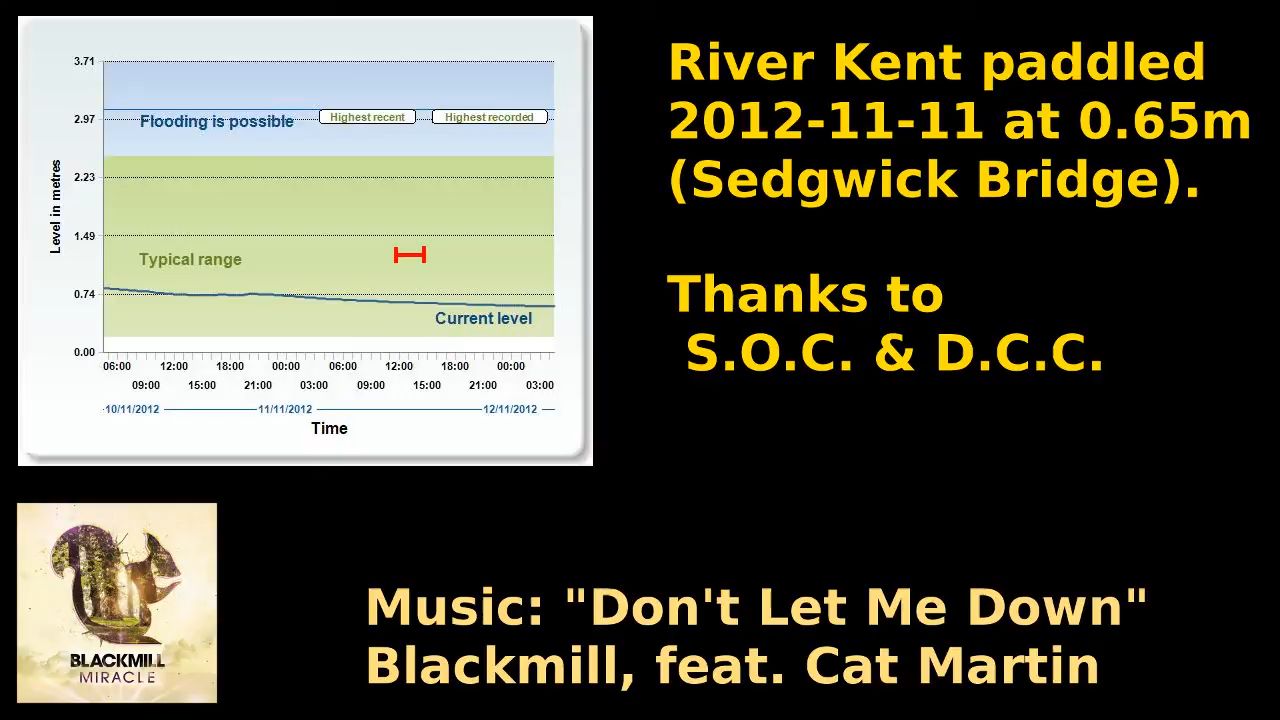 River Kent paddled
2012-11-11 at 0.65m
(Sedgwick Bridge).
Thanks to
S.O.C. & D.C.C.
3.71
2.97
2.23
1.49
0.74
0.00
Level in metres
Flooding is possible
Highest recent
Highest recorded
Typical range
Current level
06:00 12:00 18:00 00:00 06:00 12:00 18:00 00:00
09:00 15:00 21:00 03:00 09:00 15:00 21:00 03:00
10/11/2012 11/11/2012 12/11/2012
Time
BLACKMILL
MIRACLE
Music: "Don't Let Me Down"
Blackmill, feat. Cat Martin